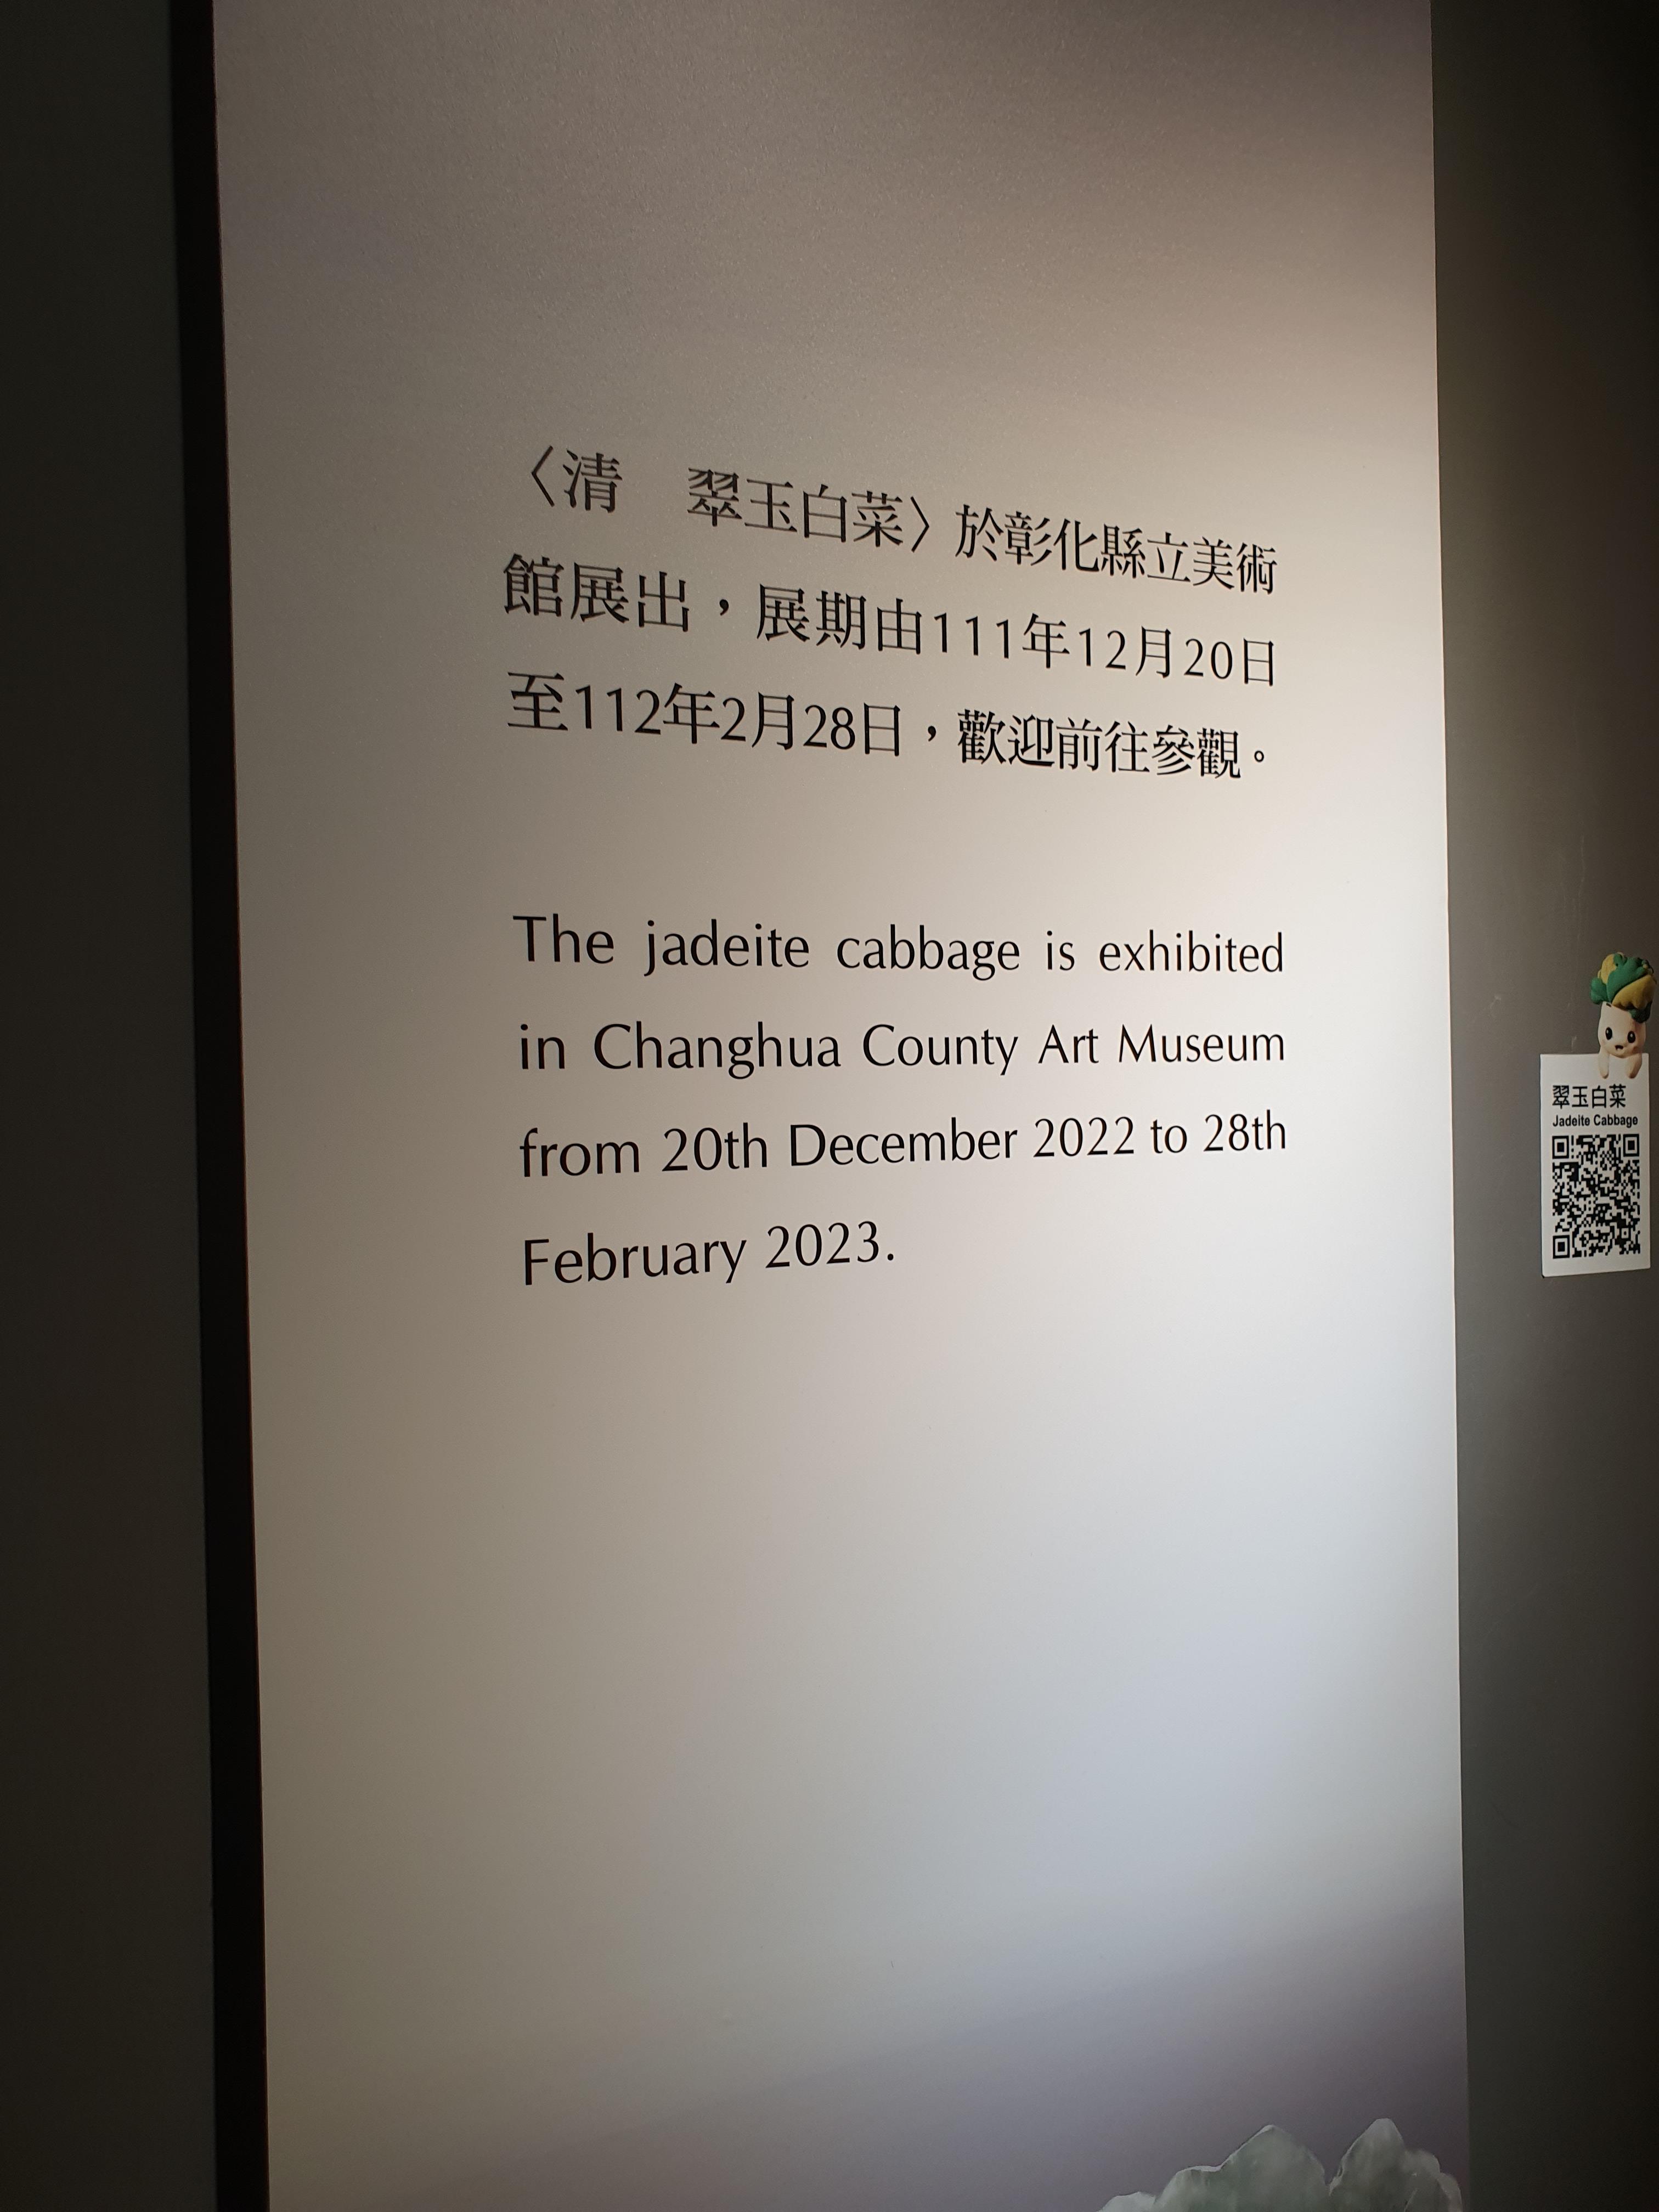 〈清　翠玉白菜〉於彰化縣立美術
館展出，展期由111年12月20日
至112年2月28日，歡迎前往參觀。
The jadeite cabbage is exhibited
in Changhua County Art Museum
from 20th December 2022 to 28th
February 2023.
翠玉白菜
Jadeite Cabbage